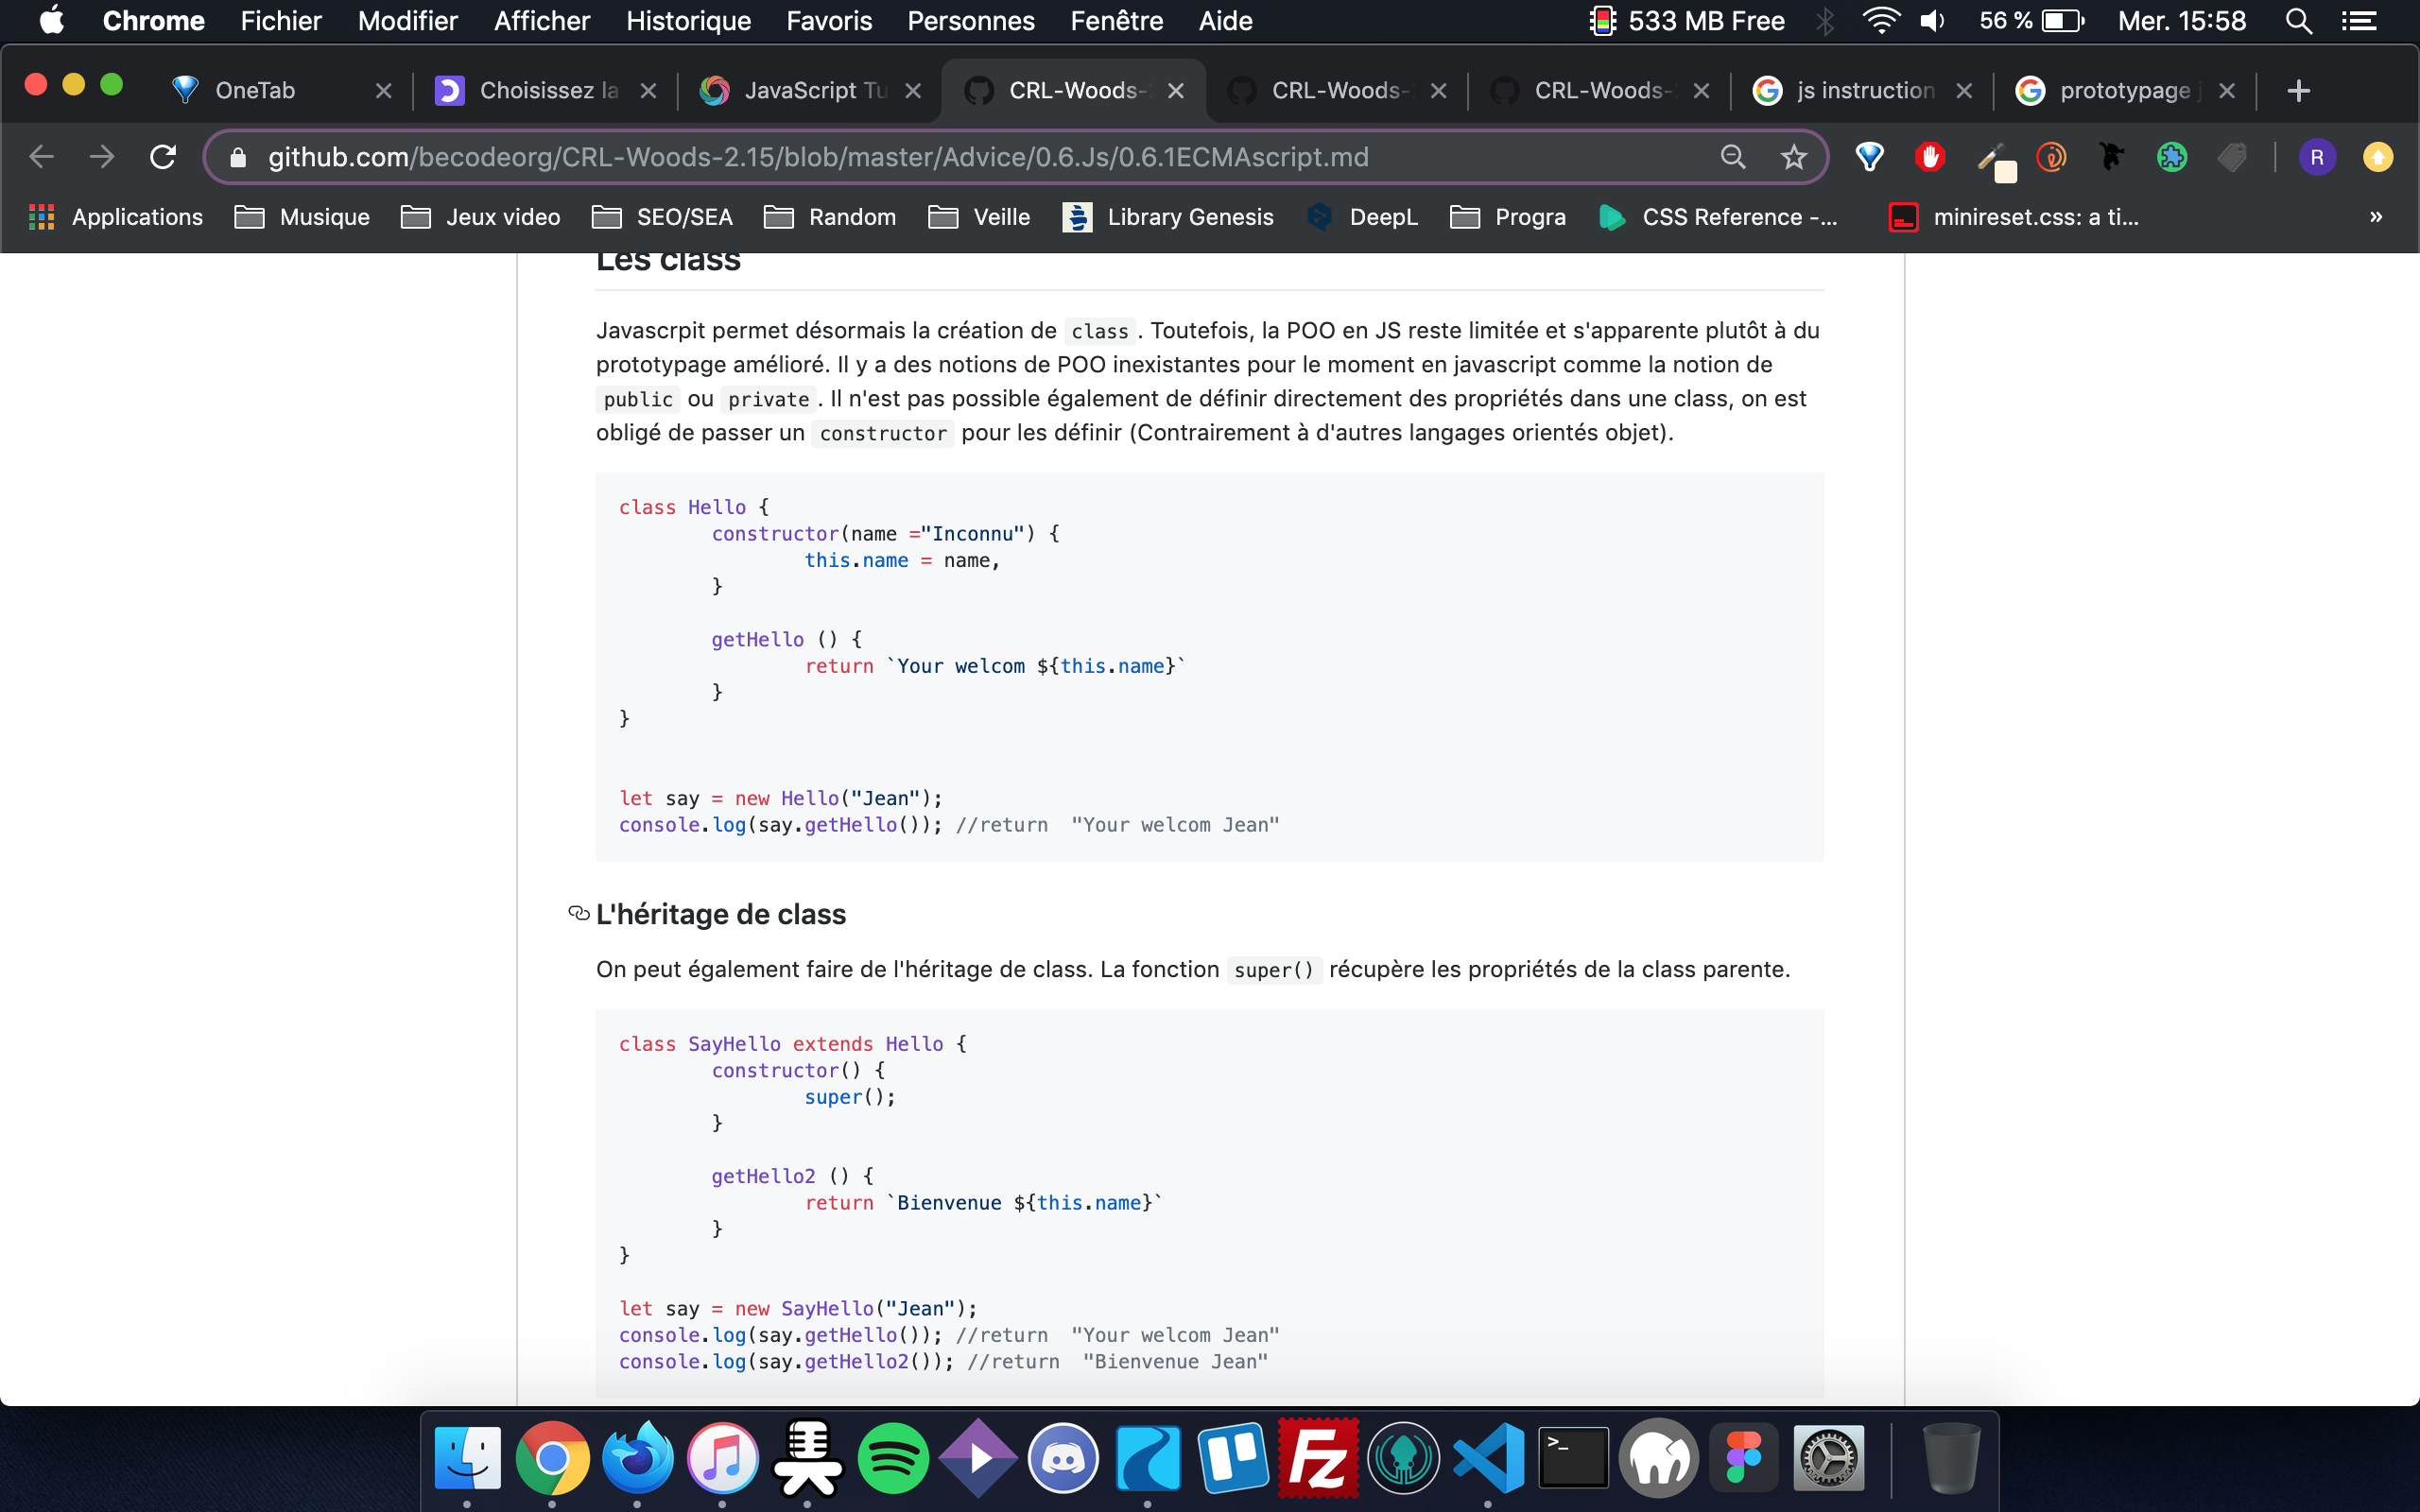 Chrome Fichier Modifier Afficher Historique Favoris Personnes Fenêtre Aide 533 MB Free 56 % Mer. 15:58
OneTab Choisissez la JavaScript Tu CRL-Woods- CRL-Woods- CRL-Woods- js instruction prototypage j
github.com/becodeorg/CRL-Woods-2.15/blob/master/Advice/0.6.Js/0.6.1ECMAscript.md R
Applications Musique Jeux video SEO/SEA Random Veille Library Genesis DeepL Progra CSS Reference -... minireset.css: a ti... »
Les class
Javascrpit permet désormais la création de class . Toutefois, la POO en JS reste limitée et s'apparente plutôt à du
prototypage amélioré. Il y a des notions de POO inexistantes pour le moment en javascript comme la notion de
public ou private . Il n'est pas possible également de définir directement des propriétés dans une class, on est
obligé de passer un constructor pour les définir (Contrairement à d'autres langages orientés objet).
class Hello {
constructor(name ="Inconnu") {
this.name = name,
}
getHello () {
return `Your welcom ${this.name}`
}
}
let say = new Hello("Jean");
console.log(say.getHello()); //return "Your welcom Jean"
L'héritage de class
On peut également faire de l'héritage de class. La fonction super() récupère les propriétés de la class parente.
class SayHello extends Hello {
constructor() {
super();
}
getHello2 () {
return `Bienvenue ${this.name}`
}
}
let say = new SayHello("Jean");
console.log(say.getHello()); //return "Your welcom Jean"
console.log(say.getHello2()); //return "Bienvenue Jean"
Fz >_